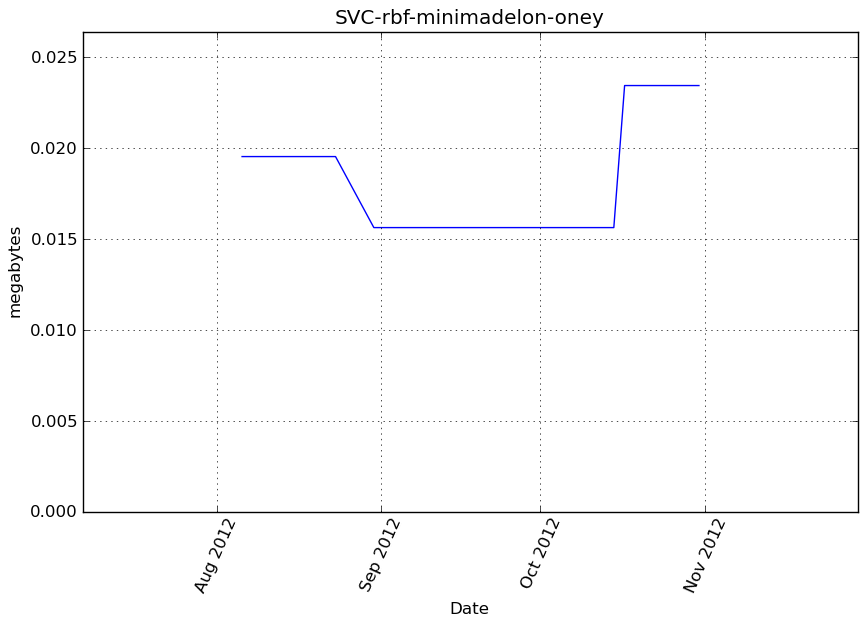 SVC-rbf-minimadelon-oney
0.025
0.020
0.015
0.010
0.005
0.000
megabytes
Aug 2012
Sep 2012
Oct 2012
Nov 2012
Date